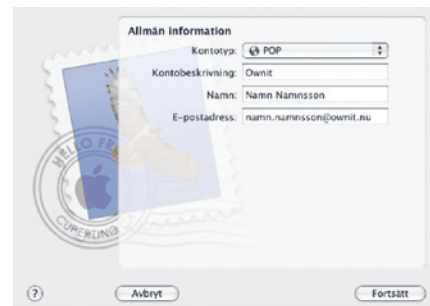 Allmän information
Kontotyp: POP
Kontobeskrivning: Ownit
Namn: Namn Namnsson
E-postadress: namn.namnsson@ownit.nu
HELLO FR
CUPERTINO
?
Avbryt
Fortsätt